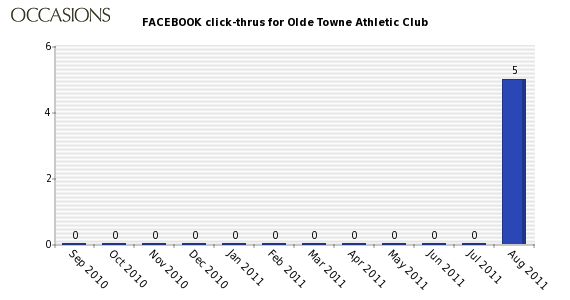 OCCASIONS
FACEBOOK click-thrus for Olde Towne Athletic Club
6
4
2
0
0 0 0 0 0 0 0 0 0 0 0 5
Sep 2010 Oct 2010 Nov 2010 Dec 2010 Jan 2011 Feb 2011 Mar 2011 Apr 2011 May 2011 Jun 2011 Jul 2011 Aug 2011